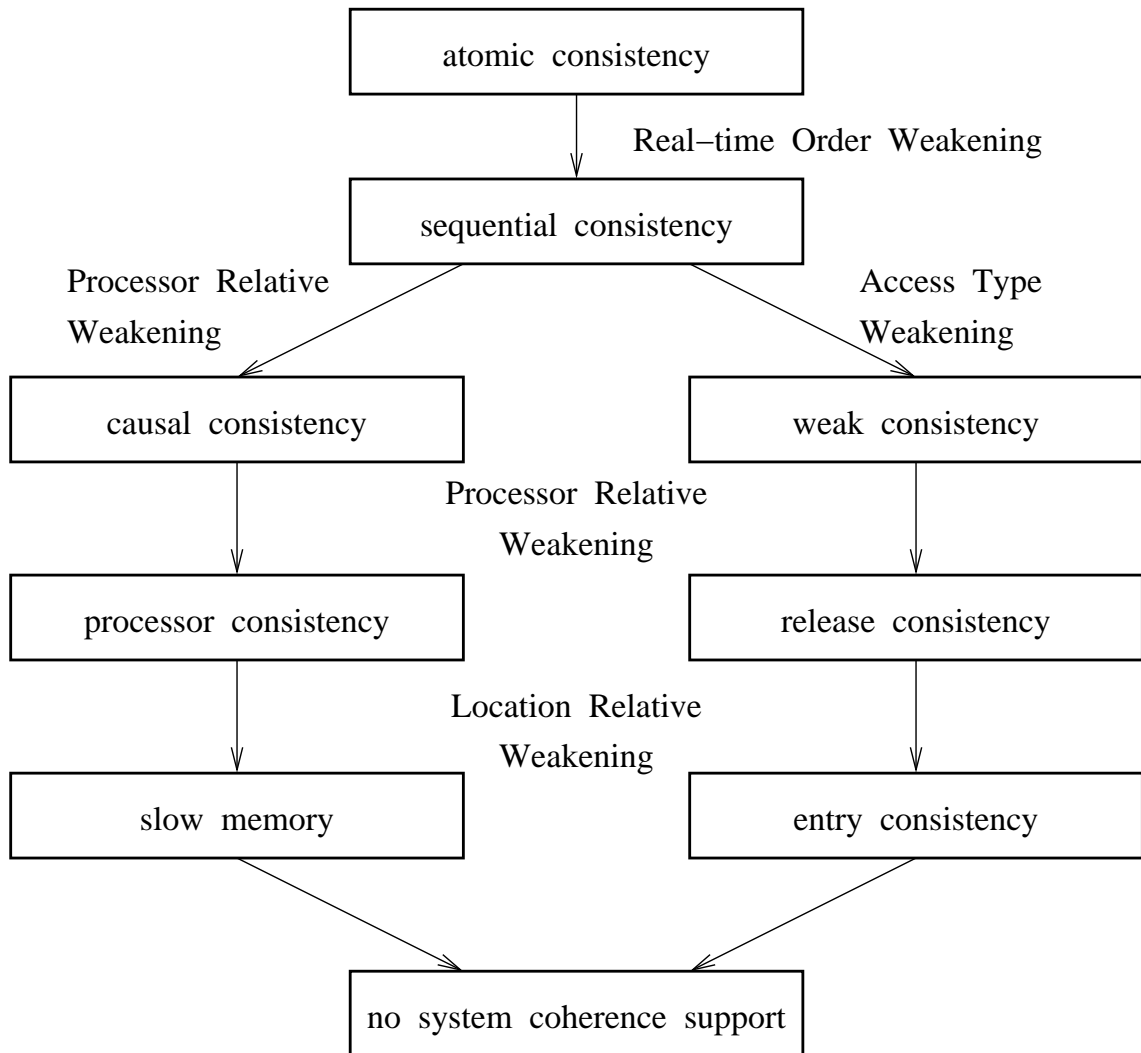 atomic consistency
Real-time Order Weakening
sequential consistency
Processor Relative
Weakening
Access Type
Weakening
causal consistency
weak consistency
Processor Relative
Weakening
processor consistency
release consistency
Location Relative
Weakening
slow memory
entry consistency
no system coherence support